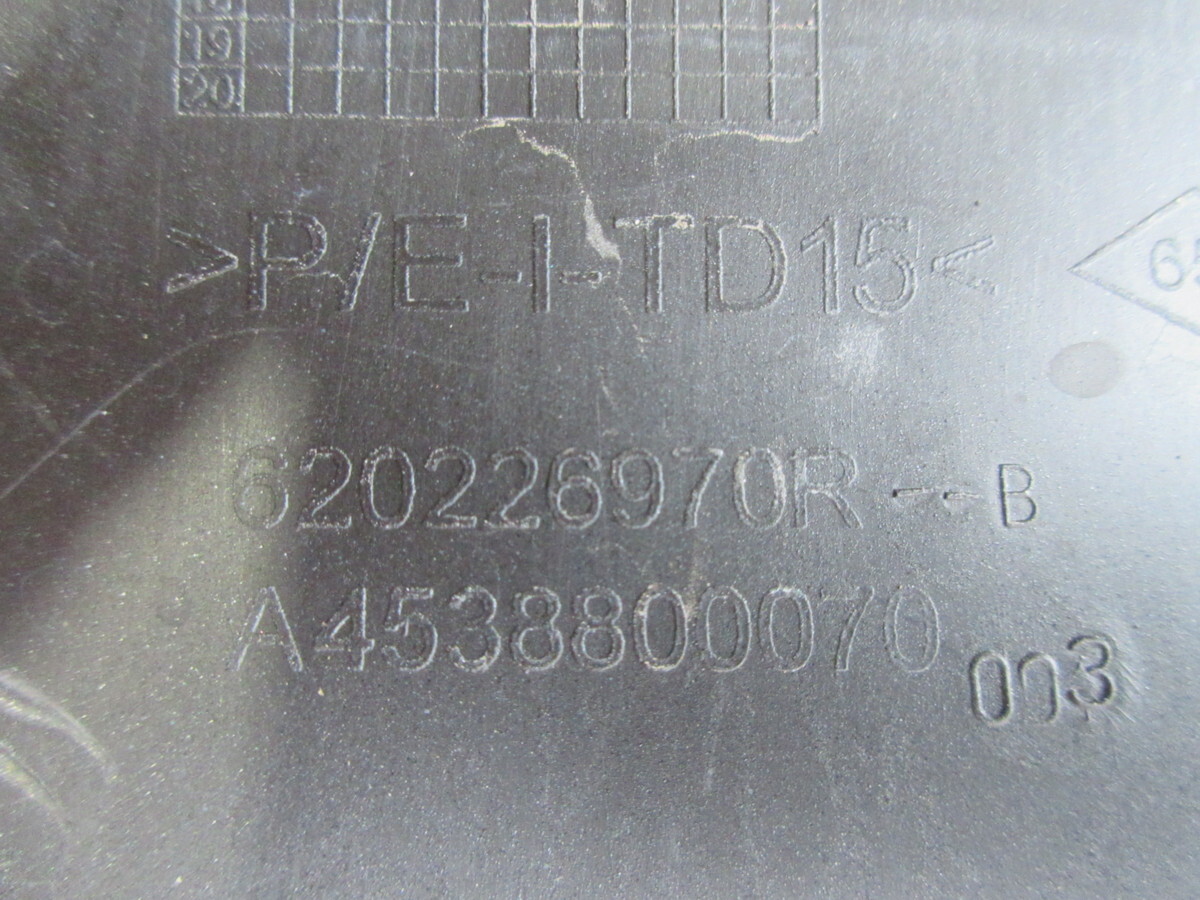 19
20
>P/E-I-TD15<
620226970R--B
A4538800070
003